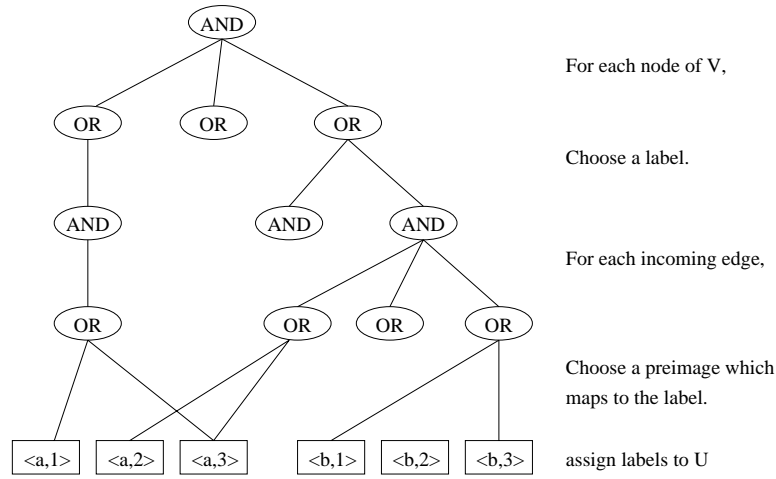 AND
For each node of V,
OR OR OR
Choose a label.
AND AND AND
For each incoming edge,
OR OR OR OR
Choose a preimage which
maps to the label.
<a,1> <a,2> <a,3> <b,1> <b,2> <b,3> assign labels to U